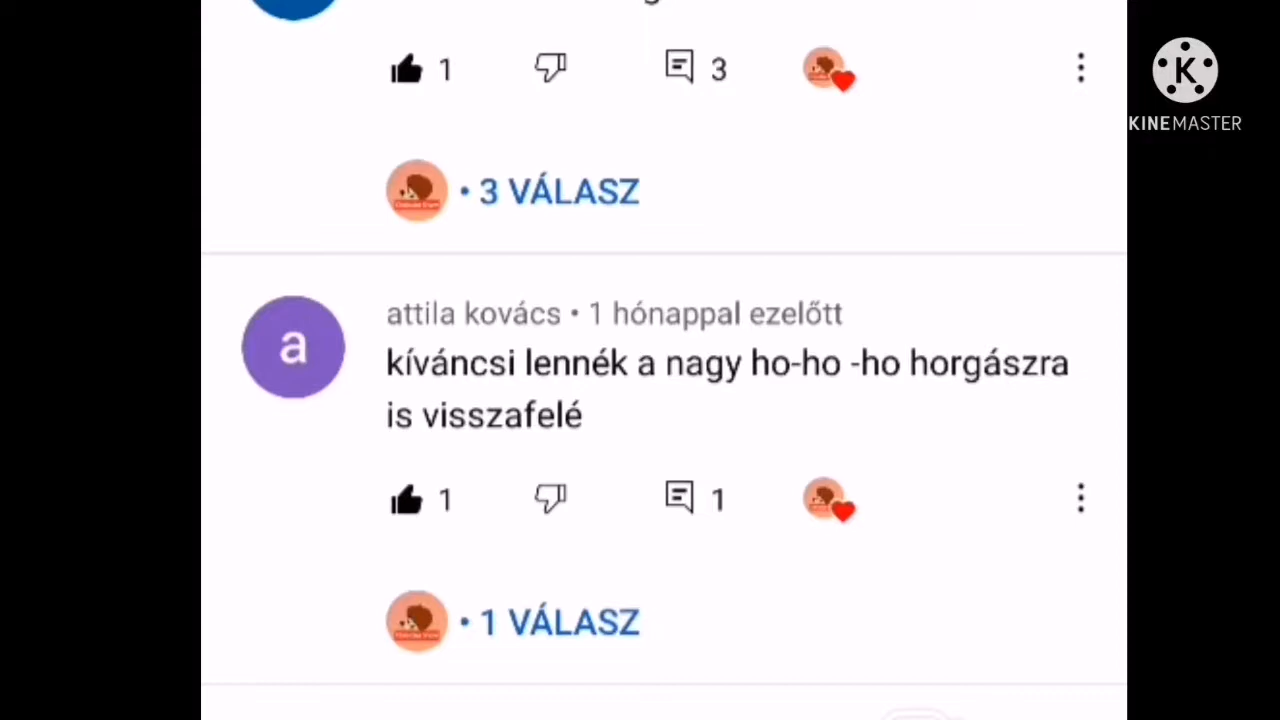 1
3
KINEMASTER
• 3 VÁLASZ
attila kovács • 1 hónappal ezelőtt
a
kíváncsi lennék a nagy ho-ho -ho horgászra
is visszafelé
1
1
• 1 VÁLASZ